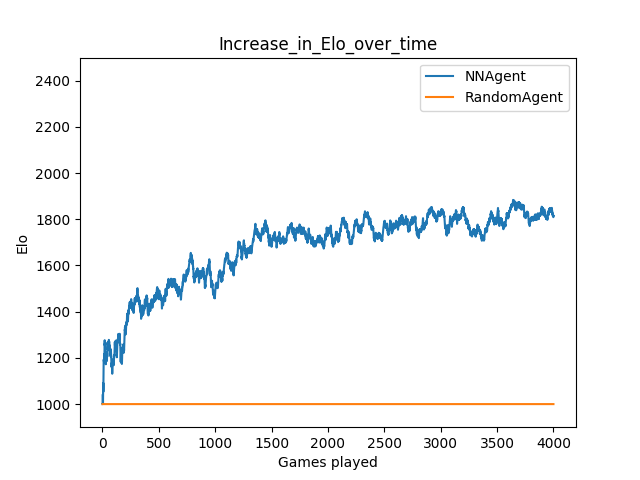 Increase_in_Elo_over_time
NNAgent
RandomAgent
2400
2200
2000
1800
1600
1400
1200
1000
Elo
0 500 1000 1500 2000 2500 3000 3500 4000
Games played